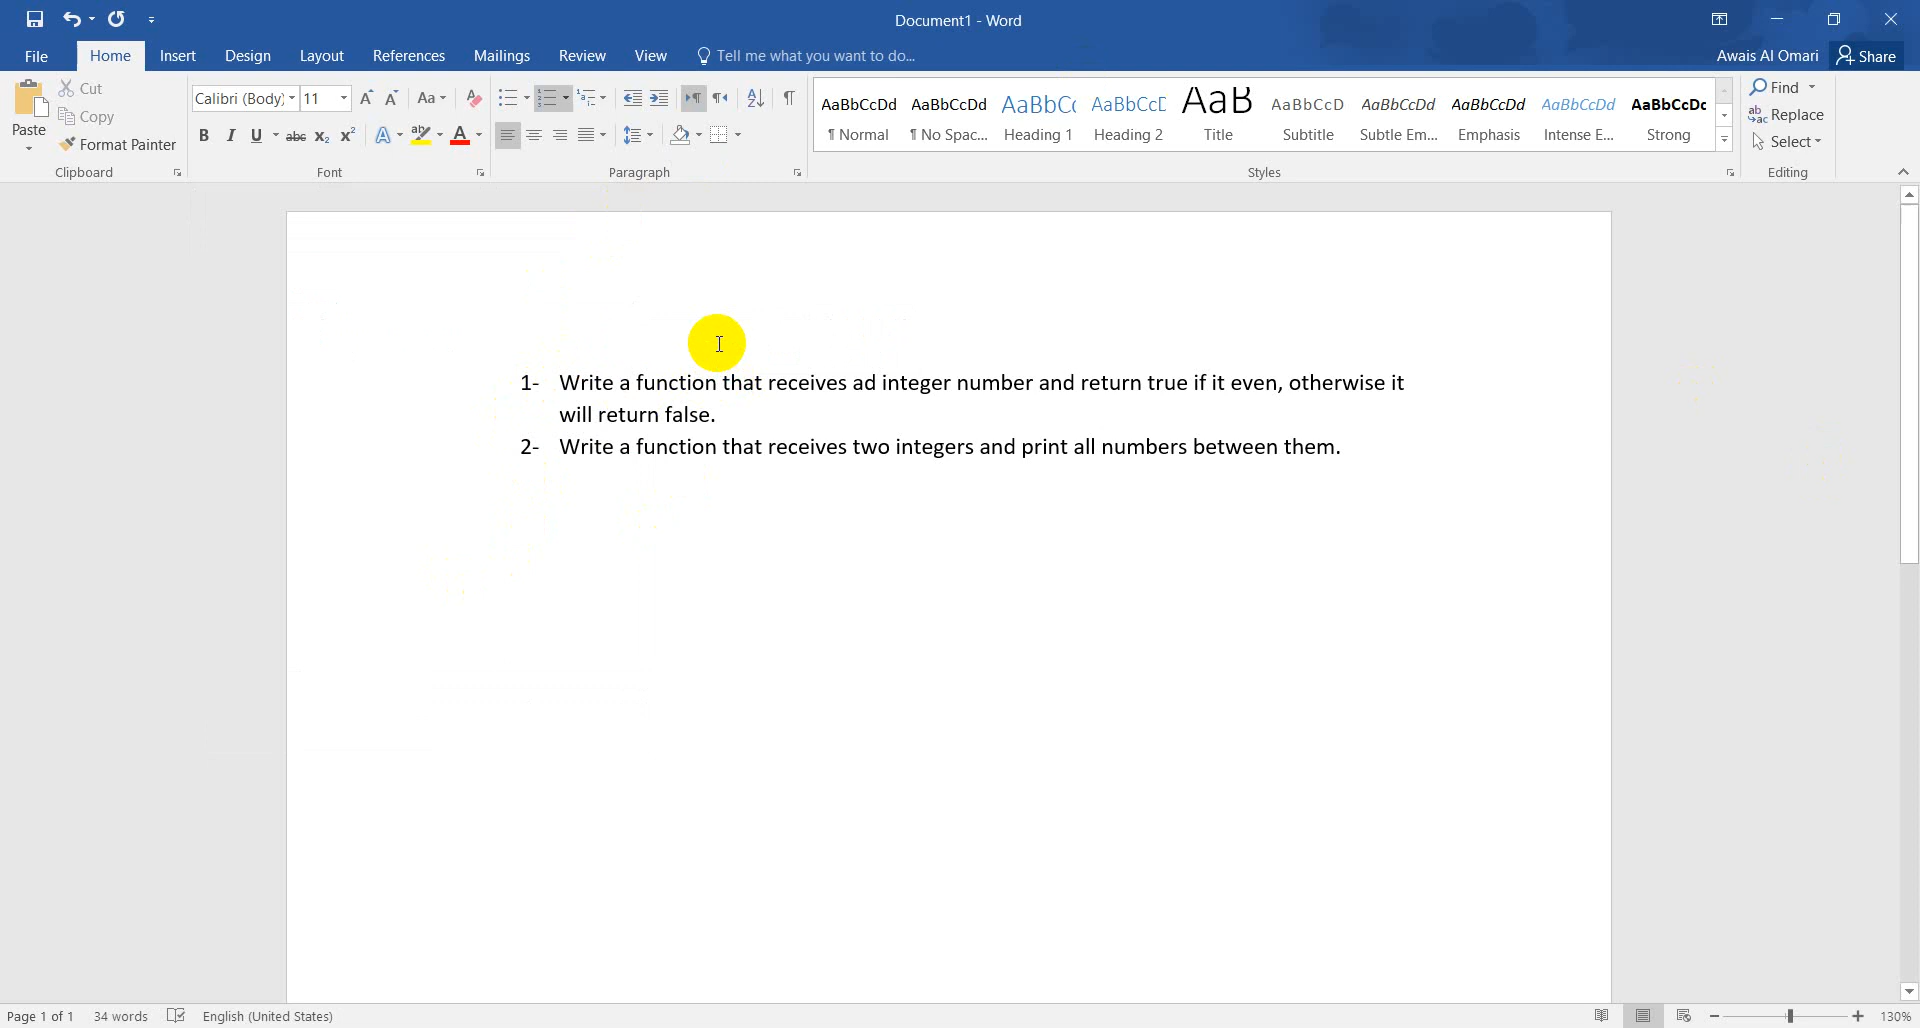 Document1 - Word
File Home Insert Design Layout References Mailings Review View Tell me what you want to do... Awais Al Omari Share
Paste
Cut
Copy
Format Painter
Clipboard
Calibri (Body) 11
Font
Paragraph
AaBbCcDd AaBbCcDd AaBbCc AaBbCcC AaB AaBbCcD AaBbCcDd AaBbCcDd AaBbCcDd AaBbCcDc
¶ Normal ¶ No Spac... Heading 1 Heading 2 Title Subtitle Subtle Em... Emphasis Intense E... Strong
Styles
Find
Replace
Select
Editing
1- Write a function that receives ad integer number and return true if it even, otherwise it
will return false.
2- Write a function that receives two integers and print all numbers between them.
Page 1 of 1 34 words English (United States) 130%